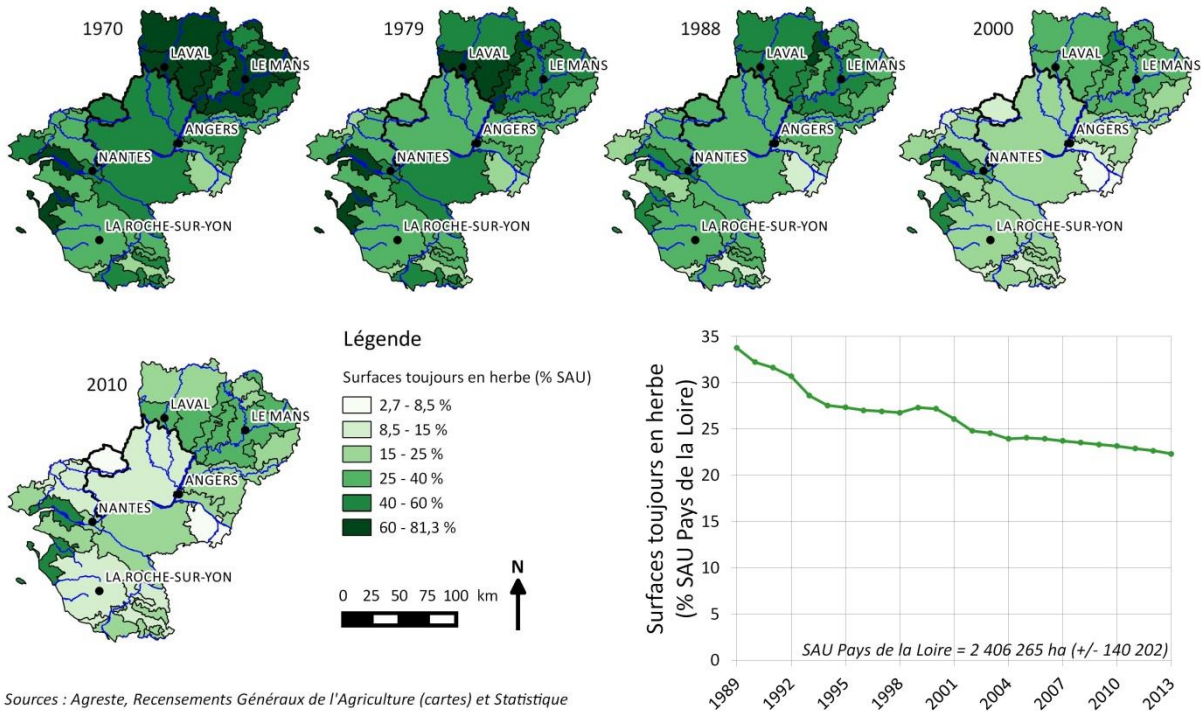 1970
LAVAL
LE MANS
ANGERS
NANTES
LA ROCHE-SUR-YON
1979
LAVAL
LE MANS
ANGERS
NANTES
LA ROCHE-SUR-YON
1988
LAVAL
LE MANS
ANGERS
NANTES
LA ROCHE-SUR-YON
2000
LAVAL
LE MANS
ANGERS
NANTES
LA ROCHE-SUR-YON
2010
LAVAL
LE MANS
ANGERS
NANTES
LA ROCHE-SUR-YON
Légende
Surfaces toujours en herbe (% SAU)
2,7 - 8,5 %
8,5 - 15 %
15 - 25 %
25 - 40 %
40 - 60 %
60 - 81,3 %
0 25 50 75 100 km
N
Surfaces toujours en herbe
(% SAU Pays de la Loire)
35
30
25
20
15
10
5
0
SAU Pays de la Loire = 2 406 265 ha (+/- 140 202)
1989 1992 1995 1998 2001 2004 2007 2010 2013
Sources : Agreste, Recensements Généraux de l'Agriculture (cartes) et Statistique